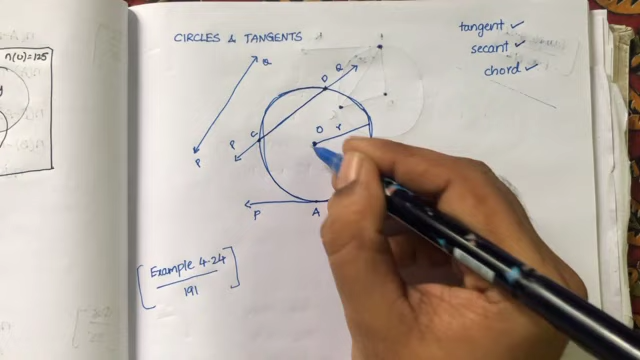 n(U)=125
CIRCLES & TANGENTS
tangent ✓
secant ✓
chord ✓
Q
Q
D
P
C
P
O
r
P
A
Example 4.24
191